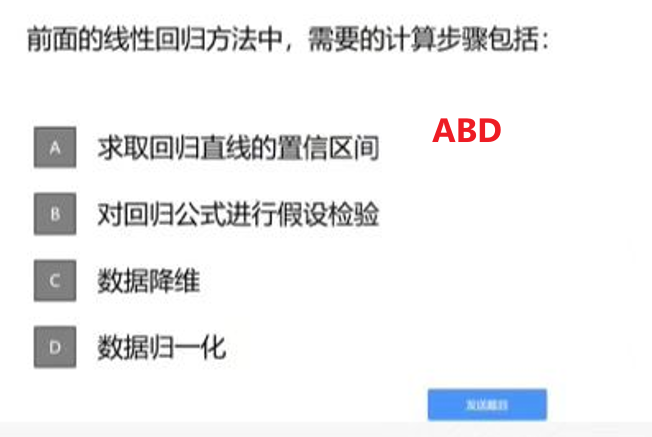 前面的线性回归方法中，需要的计算步骤包括：
ABD
A 求取回归直线的置信区间
B 对回归公式进行假设检验
C 数据降维
D 数据归一化